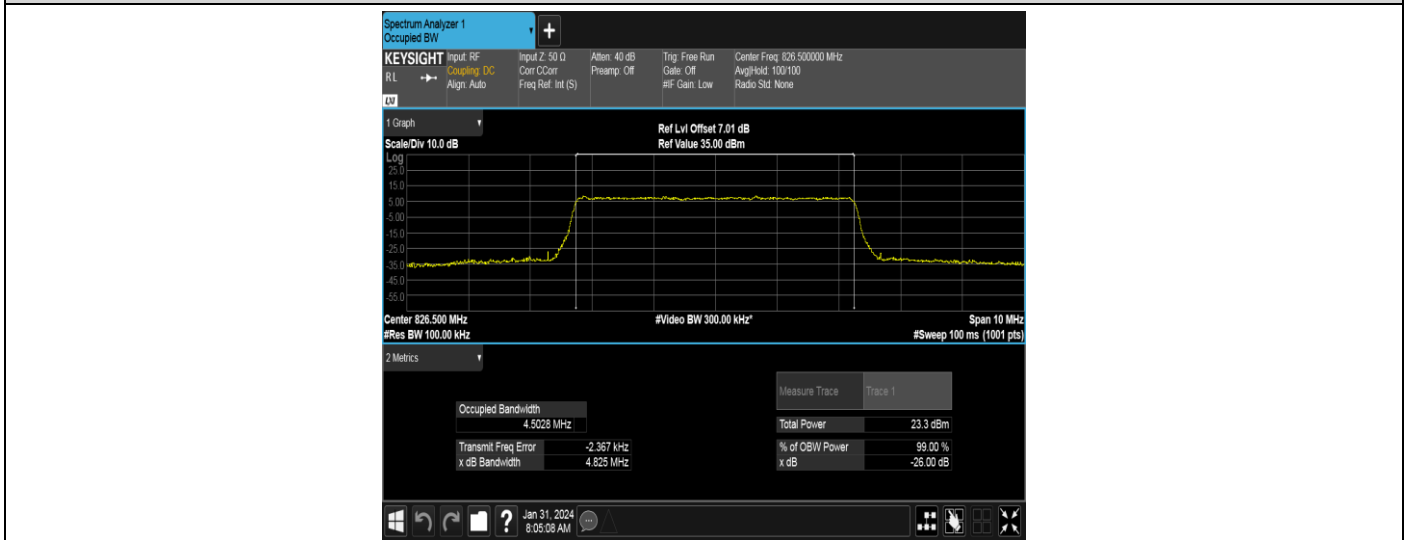 Spectrum Analyzer 1
Occupied BW
+
KEYSIGHT
RL
LXI
Input: RF
Coupling: DC
Align: Auto
Input Z: 50 Ω
Corr CCorr
Freq Ref: Int (S)
Atten: 40 dB
Preamp: Off
Trig: Free Run
Gate: Off
#IF Gain: Low
Center Freq: 826.500000 MHz
Avg|Hold: 100/100
Radio Std: None
1 Graph
Scale/Div 10.0 dB
Ref Lvl Offset 7.01 dB
Ref Value 35.00 dBm
Log
25.0
15.0
5.00
-5.00
-15.0
-25.0
-35.0
-45.0
-55.0
Center 826.500 MHz
#Video BW 300.00 kHz*
Span 10 MHz
#Res BW 100.00 kHz
#Sweep 100 ms (1001 pts)
2 Metrics
Measure Trace Trace 1
Occupied Bandwidth
4.5028 MHz
Total Power 23.3 dBm
Transmit Freq Error -2.367 kHz
% of OBW Power 99.00 %
x dB Bandwidth 4.825 MHz
x dB -26.00 dB
?
Jan 31, 2024
8:05:08 AM